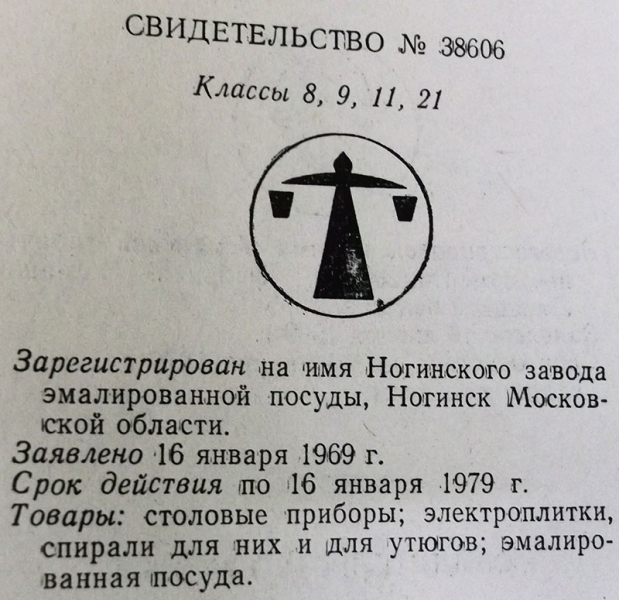 СВИДЕТЕЛЬСТВО № 38606
Классы 8, 9, 11, 21
Зарегистрирован на имя Ногинского завода
эмалированной посуды, Ногинск Москов-
ской области.
Заявлено 16 января 1969 г.
Срок действия по 16 января 1979 г.
Товары: столовые приборы; электроплитки,
спирали для них и для утюгов; эмалиро-
ванная посуда.